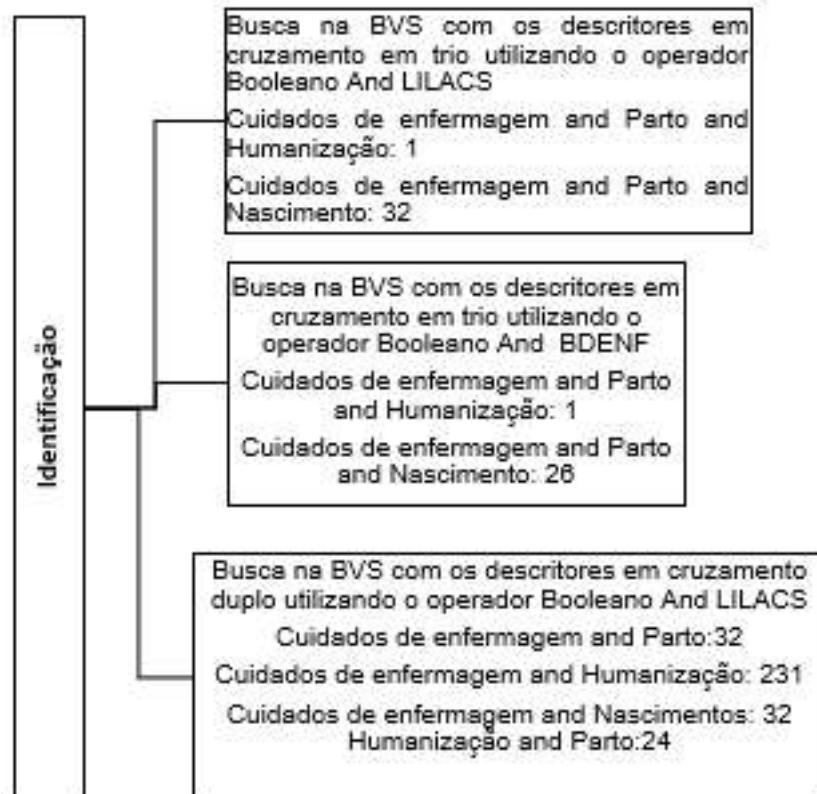 Identificação
Busca na BVS com os descritores em
cruzamento em trio utilizando o operador
Booleano And LILACS
Cuidados de enfermagem and Parto and
Humanização: 1
Cuidados de enfermagem and Parto and
Nascimento: 32
Busca na BVS com os descritores em
cruzamento em trio utilizando o
operador Booleano And BDENF
Cuidados de enfermagem and Parto
and Humanização: 1
Cuidados de enfermagem and Parto
and Nascimento: 26
Busca na BVS com os descritores em cruzamento
duplo utilizando o operador Booleano And LILACS
Cuidados de enfermagem and Parto:32
Cuidados de enfermagem and Humanização: 231
Cuidados de enfermagem and Nascimentos: 32
Humanização and Parto:24